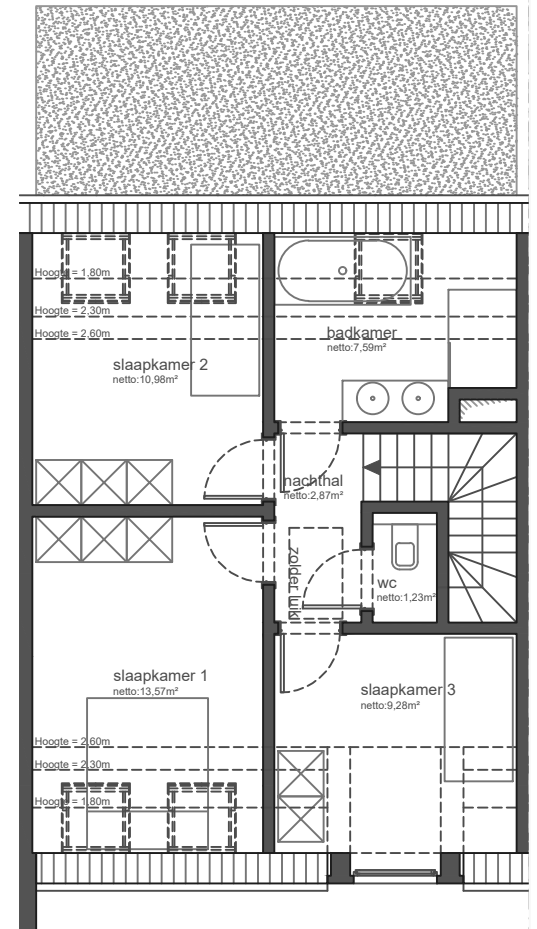 Hoogte = 1,80m
Hoogte = 2,30m
Hoogte = 2,60m
badkamer
netto:7,59m²
slaapkamer 2
netto:10,98m²
nachthal
netto:2,87m²
zolder luik
wc
netto:1,23m²
slaapkamer 1
netto:13,57m²
slaapkamer 3
netto:9,28m²
Hoogte = 2,60m
Hoogte = 2,30m
Hoogte = 1,80m